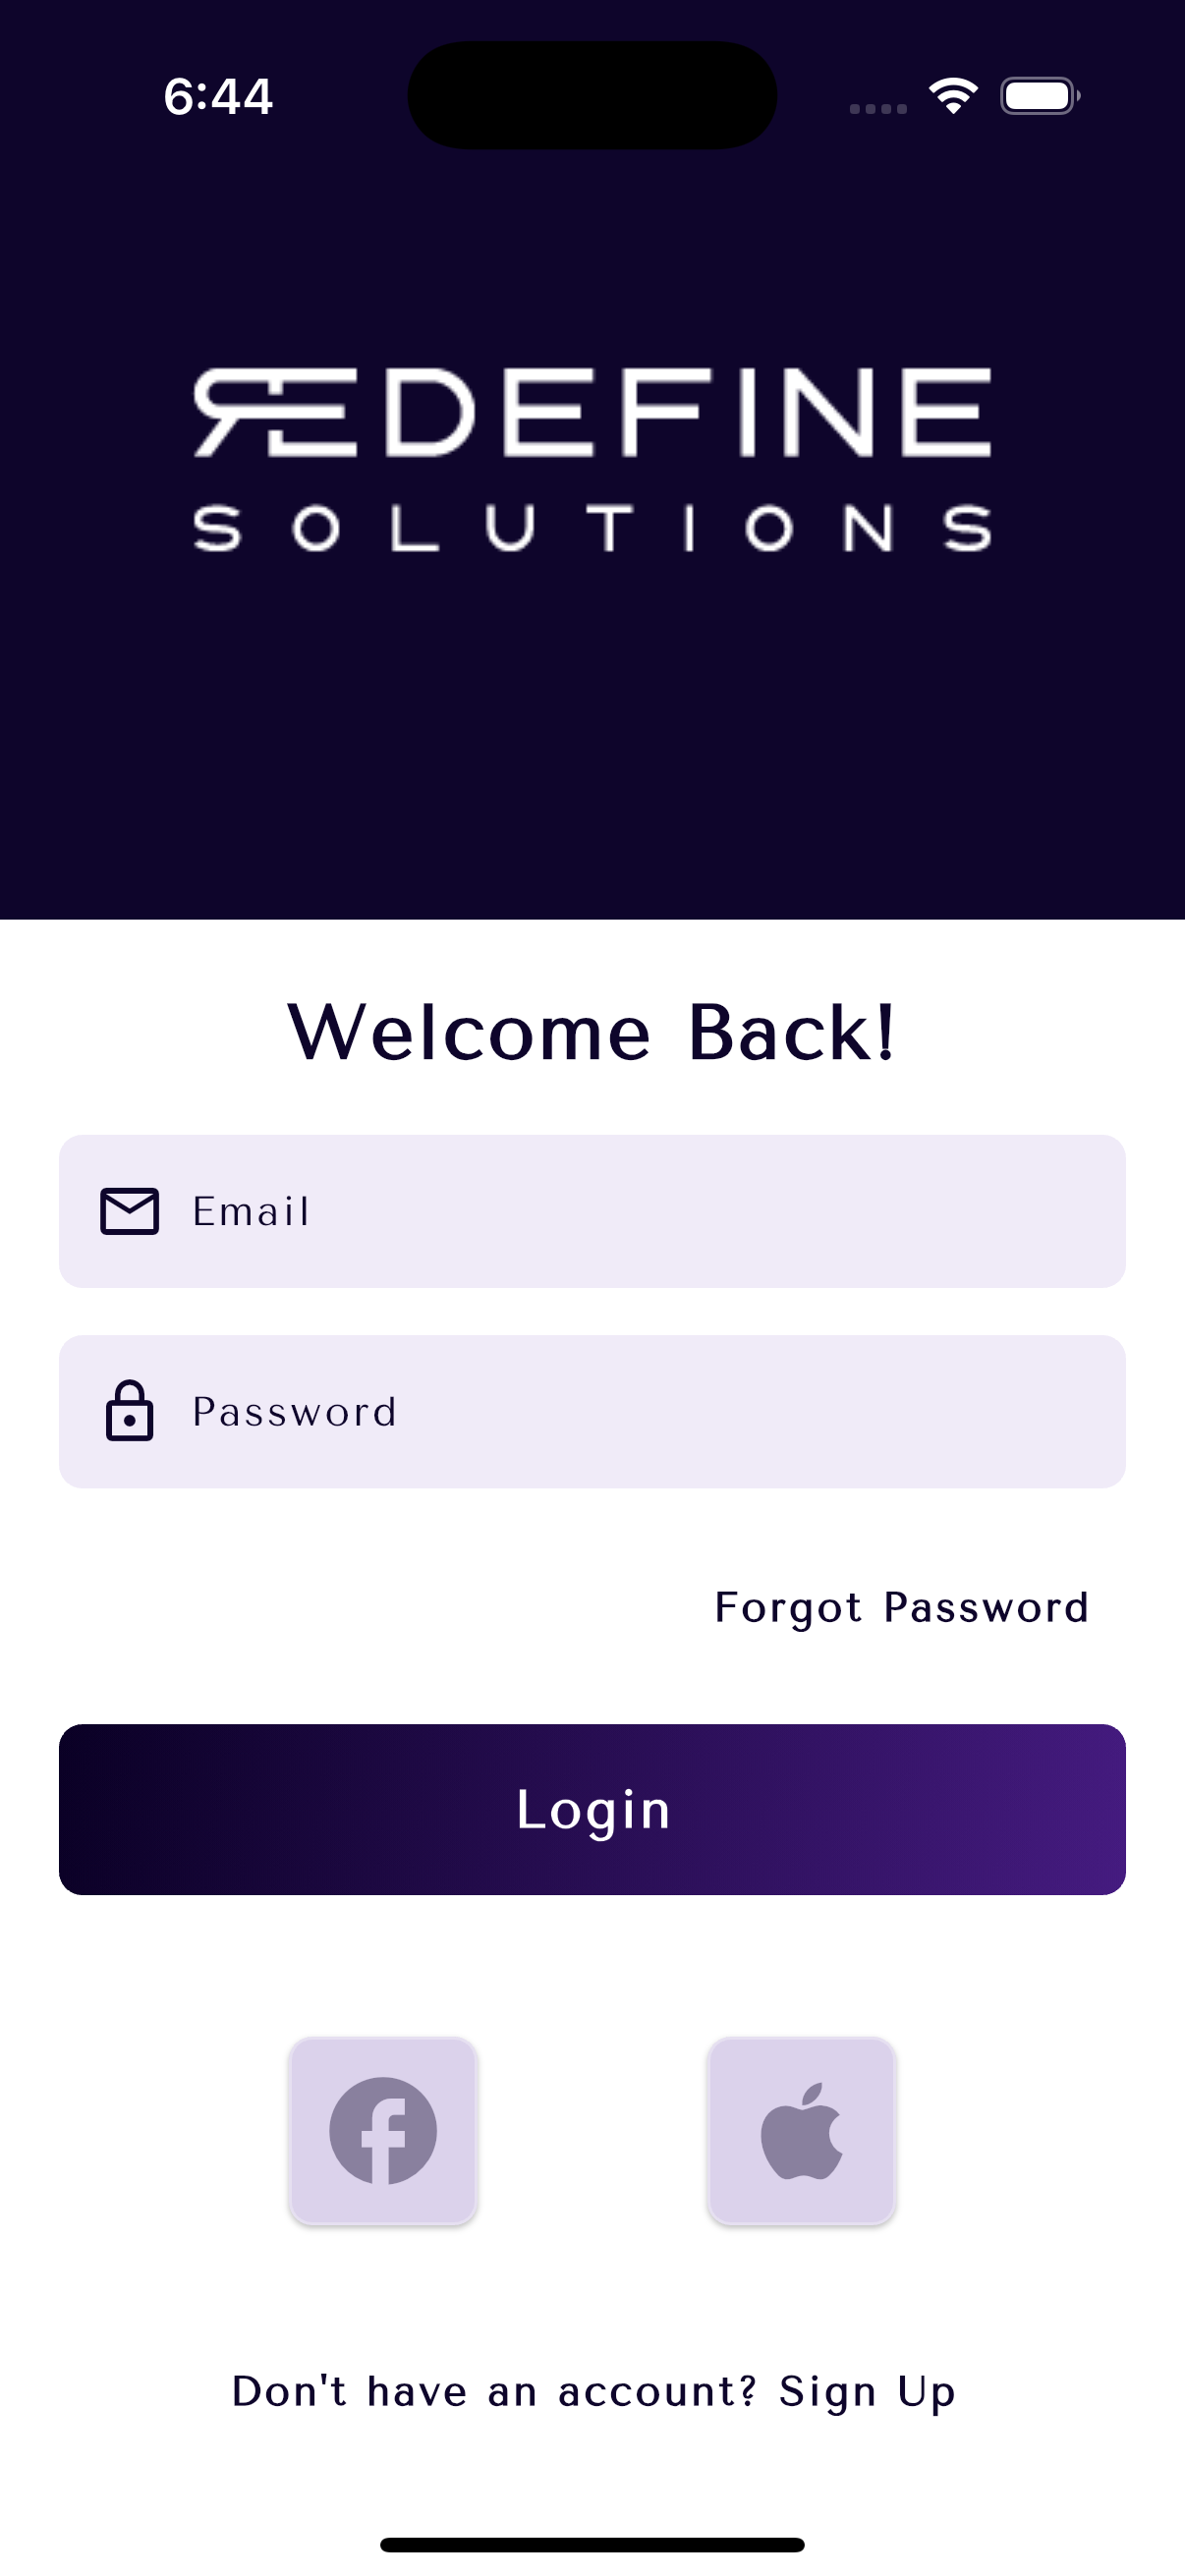 6:44
REDEFINE
SOLUTIONS
Welcome Back!
Email
Password
Forgot Password
Login
Don't have an account? Sign Up